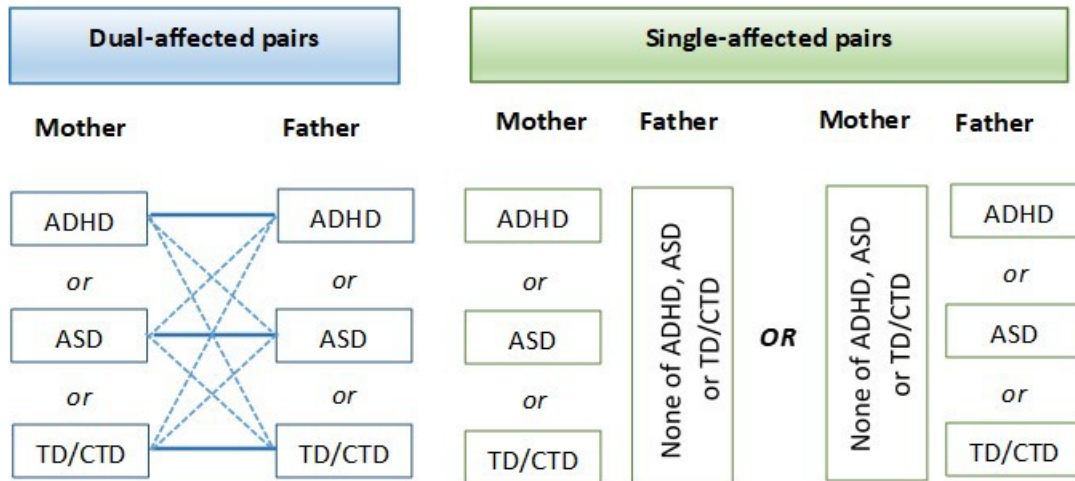 Dual-affected pairs
Mother Father
ADHD ADHD
or or
ASD ASD
or or
TD/CTD TD/CTD
Single-affected pairs
Mother Father Mother Father
ADHD
or
ASD
or
TD/CTD
None of ADHD, ASD
or TD/CTD
OR
None of ADHD, ASD
or TD/CTD
ADHD
or
ASD
or
TD/CTD